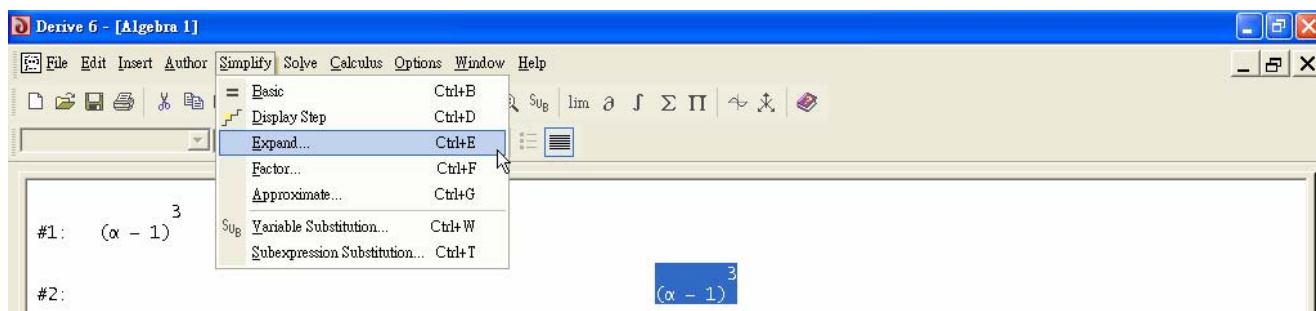 Derive 6 - [Algebra 1]
File Edit Insert Author Simplify Solve Calculus Options Window Help
SUB lim ∂ ∫ Σ Π
= Basic Ctrl+B
Display Step Ctrl+D
Expand... Ctrl+E
Factor... Ctrl+F
Approximate... Ctrl+G
SUB Variable Substitution... Ctrl+W
Subexpression Substitution... Ctrl+T
#1: (α - 1)³
#2: (α - 1)³